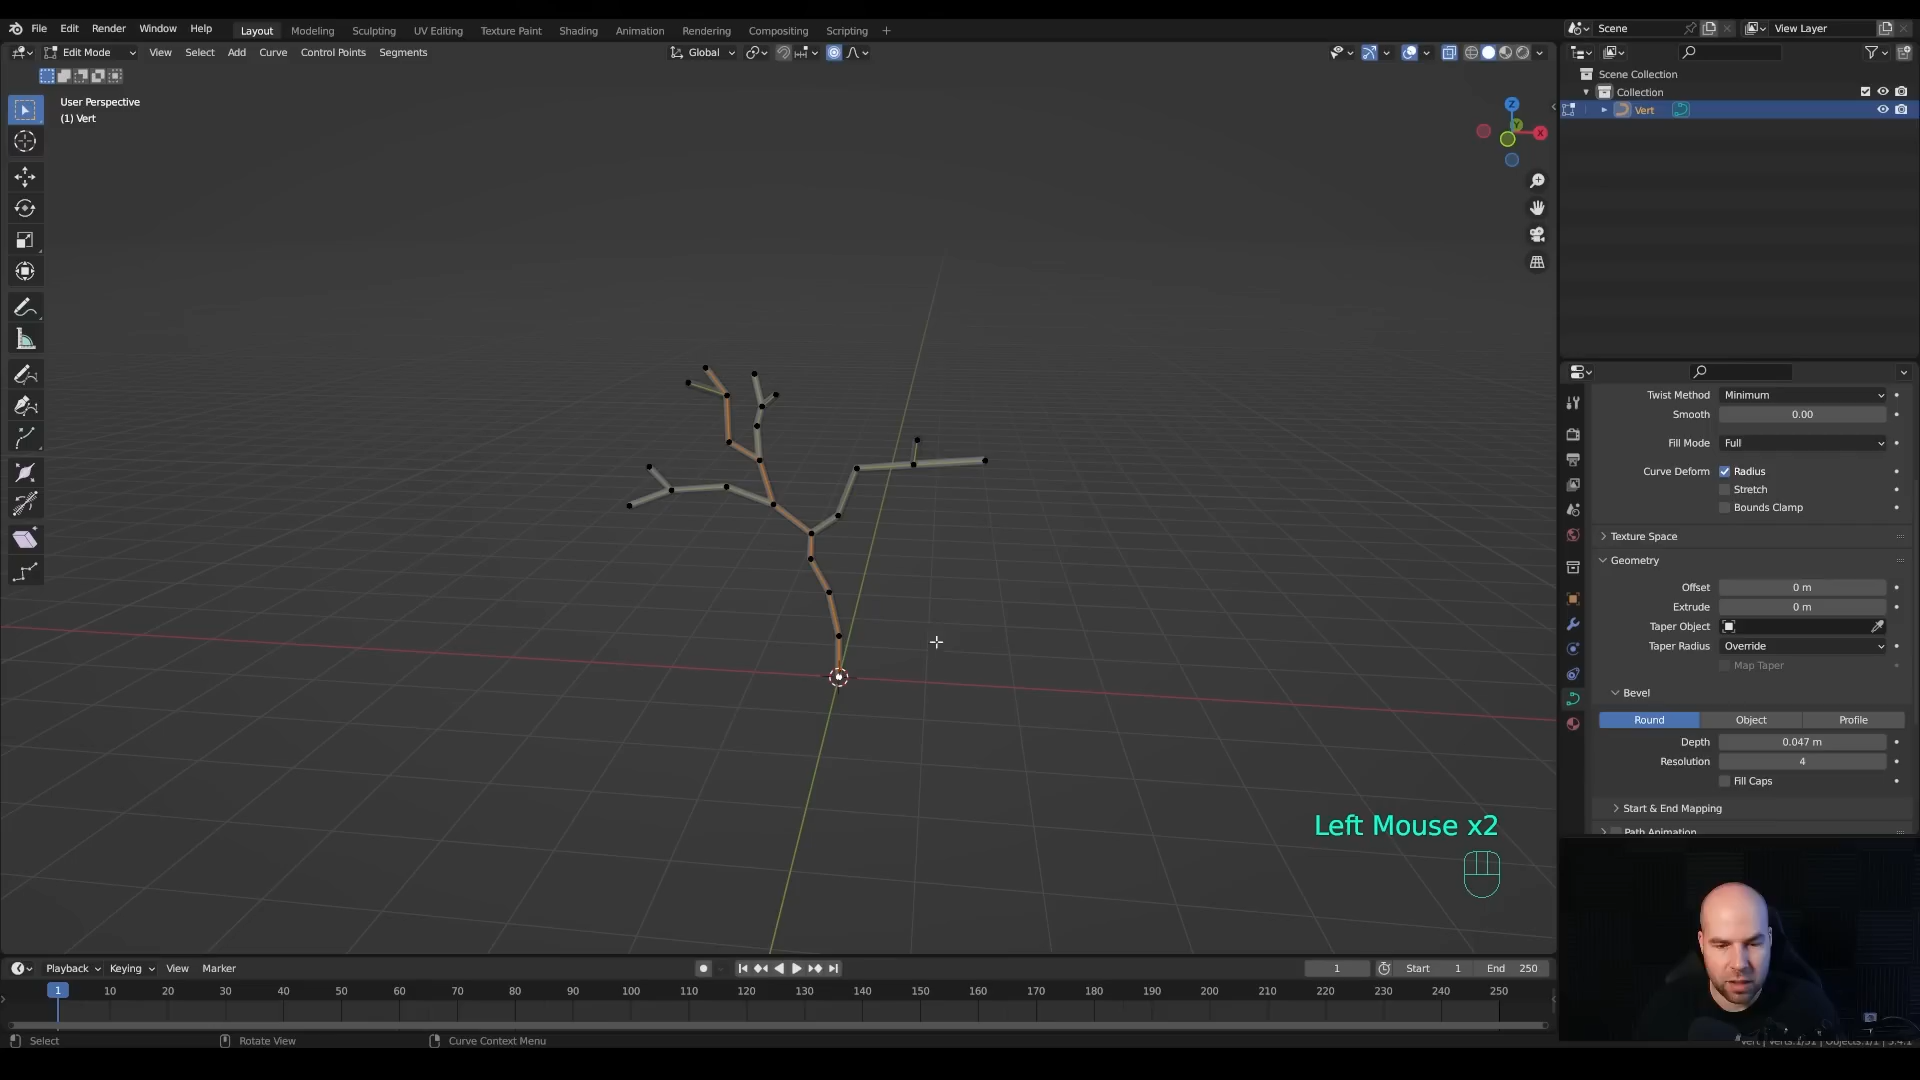 File Edit Render Window Help Layout Modeling Sculpting UV Editing Texture Paint Shading Animation Rendering Compositing Scripting + Scene View Layer
Edit Mode View Select Add Curve Control Points Segments Global
User Perspective
(1) Vert
Scene Collection
Collection
Vert
Z
Y
X
Twist Method Minimum
Smooth 0.00
Fill Mode Full
Curve Deform Radius
Stretch
Bounds Clamp
Texture Space
Geometry
Offset 0 m
Extrude 0 m
Taper Object
Taper Radius Override
Map Taper
Bevel
Round Object Profile
Depth 0.047 m
Resolution 4
Fill Caps
Start & End Mapping
Path Animation
Left Mouse x2
Playback Keying View Marker 1 Start 1 End 250
1 10 20 30 40 50 60 70 80 90 100 110 120 130 140 150 160 170 180 190 200 210 220 230 240 250
Select Rotate View Curve Context Menu